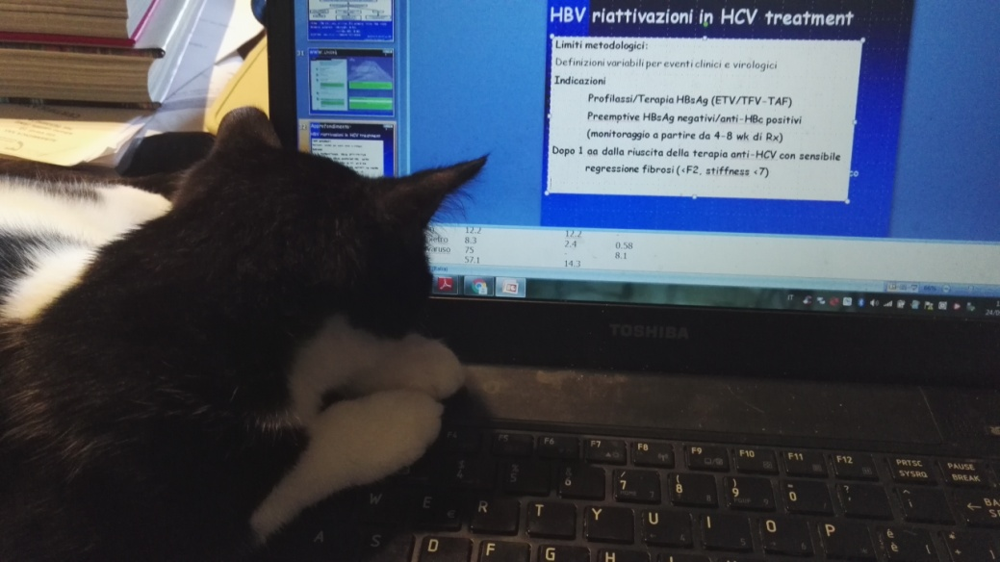 HBV riattivazioni in HCV treatment
Limiti metodologici:
Definizioni variabili per eventi clinici e virologici
Indicazioni
Profilassi/Terapia HBsAg (ETV/TFV-TAF)
Preemptive HBsAg negativi/anti-HBc positivi
(monitoraggio a partire da 4-8 wk di Rx)
Dopo 1 aa dalla riuscita della terapia anti-HCV con sensibile
regressione fibrosi (<F2, stiffness <7)
12.2 12.2
8.3 2.4 0.58
75 8.1
57.1 14.3
IT
TOSHIBA
F5 F6 F7 F8 F9 F10 F11 F12 PRTSC SYSRQ PAUSE BREAK
6 / 7 ( 8 ) 9 = 0 ? ' ^ ì
W E € R T Y U I O P é è * +
A S D F G H